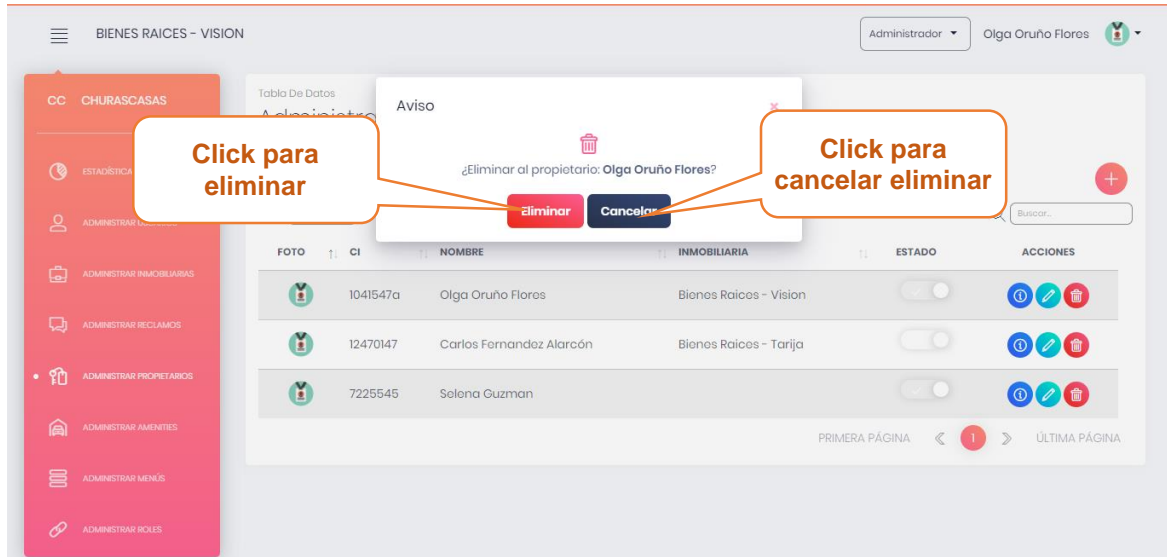 BIENES RAICES - VISION
Administrador
Olga Oruño Flores
CC CHURASCASAS
ADMINISTRAR INMOBILIARIAS
ADMINISTRAR RECLAMOS
ADMINISTRAR PROPIETARIOS
ADMINISTRAR AMENITIES
ADMINISTRAR MENÚS
ADMINISTRAR ROLES
Tabla De Datos
Aviso
¿Eliminar al propietario: Olga Oruño Flores?
Eliminar Cancelar
Click para
eliminar
Click para
cancelar eliminar
Buscar..
FOTO CI NOMBRE INMOBILIARIA ESTADO ACCIONES
1041547a Olga Oruño Flores Bienes Raices - Vision
12470147 Carlos Fernandez Alarcón Bienes Raices - Tarija
7225545 Selena Guzman
PRIMERA PÁGINA 1 ÚLTIMA PÁGINA